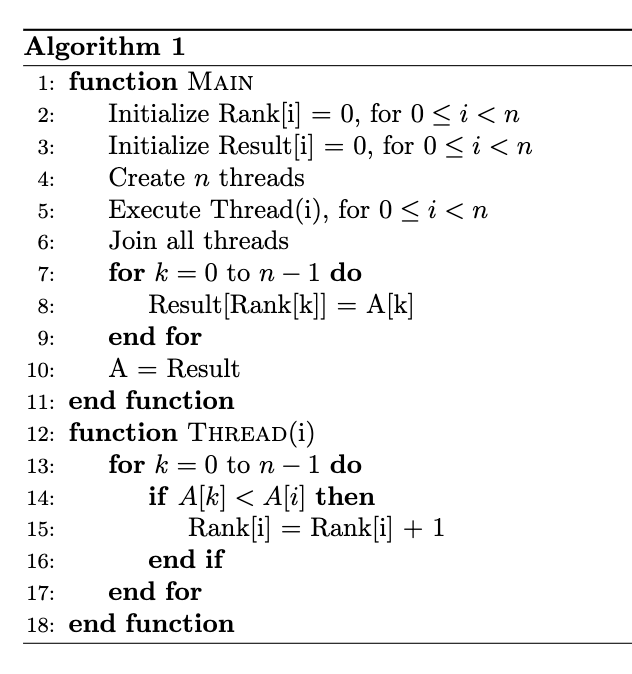 Algorithm 1
1: function MAIN
2: Initialize Rank[i] = 0, for 0 ≤ i < n
3: Initialize Result[i] = 0, for 0 ≤ i < n
4: Create n threads
5: Execute Thread(i), for 0 ≤ i < n
6: Join all threads
7: for k = 0 to n − 1 do
8: Result[Rank[k]] = A[k]
9: end for
10: A = Result
11: end function
12: function THREAD(i)
13: for k = 0 to n − 1 do
14: if A[k] < A[i] then
15: Rank[i] = Rank[i] + 1
16: end if
17: end for
18: end function